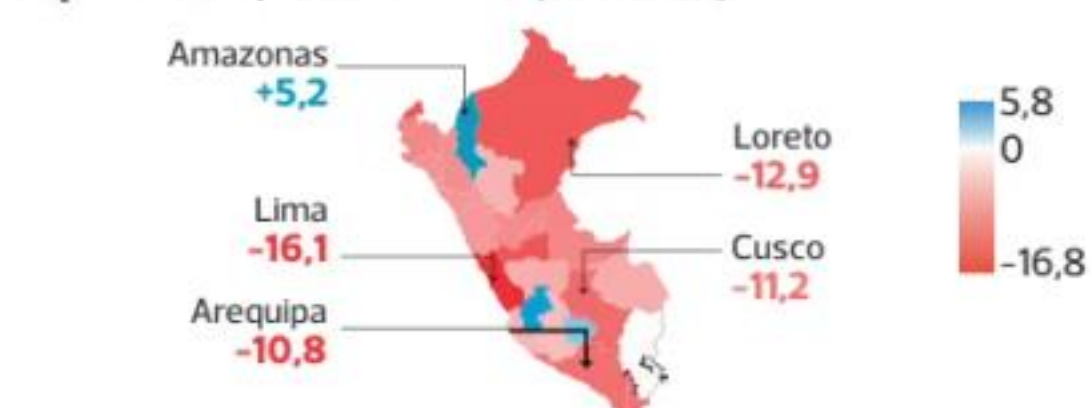 Amazonas
+5,2
Loreto
-12,9
Lima
-16,1
Cusco
-11,2
Arequipa
-10,8
5,8
0
-16,8